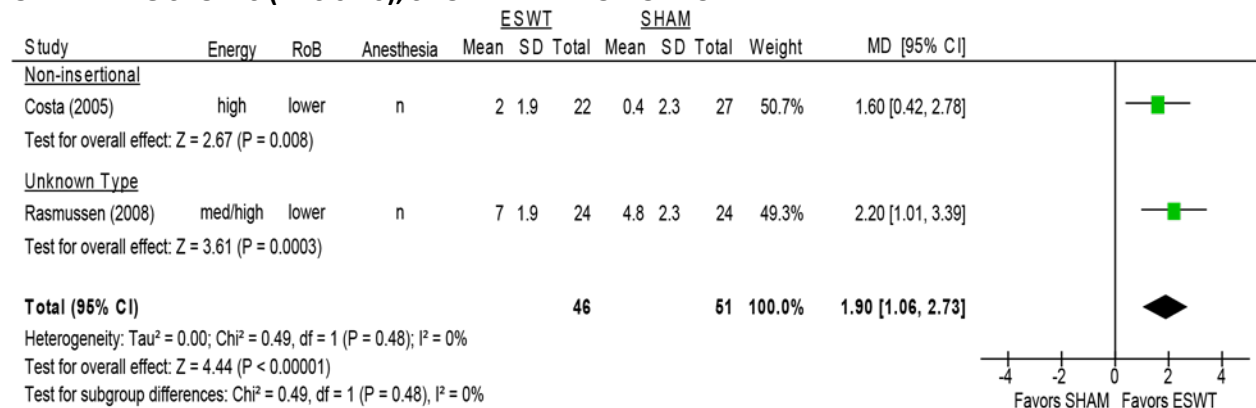 ESWT SHAM
Study Energy RoB Anesthesia Mean SD Total Mean SD Total Weight MD [95% CI]
Non-insertional
Costa (2005) high lower n 2 1.9 22 0.4 2.3 27 50.7% 1.60 [0.42, 2.78]
Test for overall effect: Z = 2.67 (P = 0.008)
Unknown Type
Rasmussen (2008) med/high lower n 7 1.9 24 4.8 2.3 24 49.3% 2.20 [1.01, 3.39]
Test for overall effect: Z = 3.61 (P = 0.0003)
Total (95% CI) 46 51 100.0% 1.90 [1.06, 2.73]
Heterogeneity: Tau² = 0.00; Chi² = 0.49, df = 1 (P = 0.48); I² = 0%
Test for overall effect: Z = 4.44 (P < 0.00001)
Test for subgroup differences: Chi² = 0.49, df = 1 (P = 0.48), I² = 0%
-4 -2 0 2 4
Favors SHAM Favors ESWT